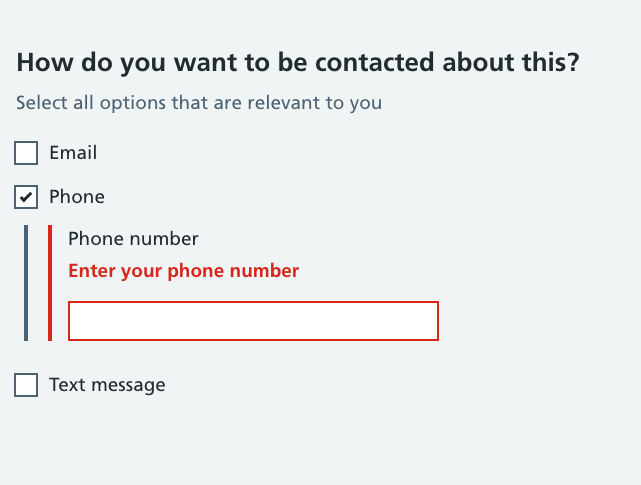 How do you want to be contacted about this?
Select all options that are relevant to you
Email
Phone
Phone number
Enter your phone number
Text message